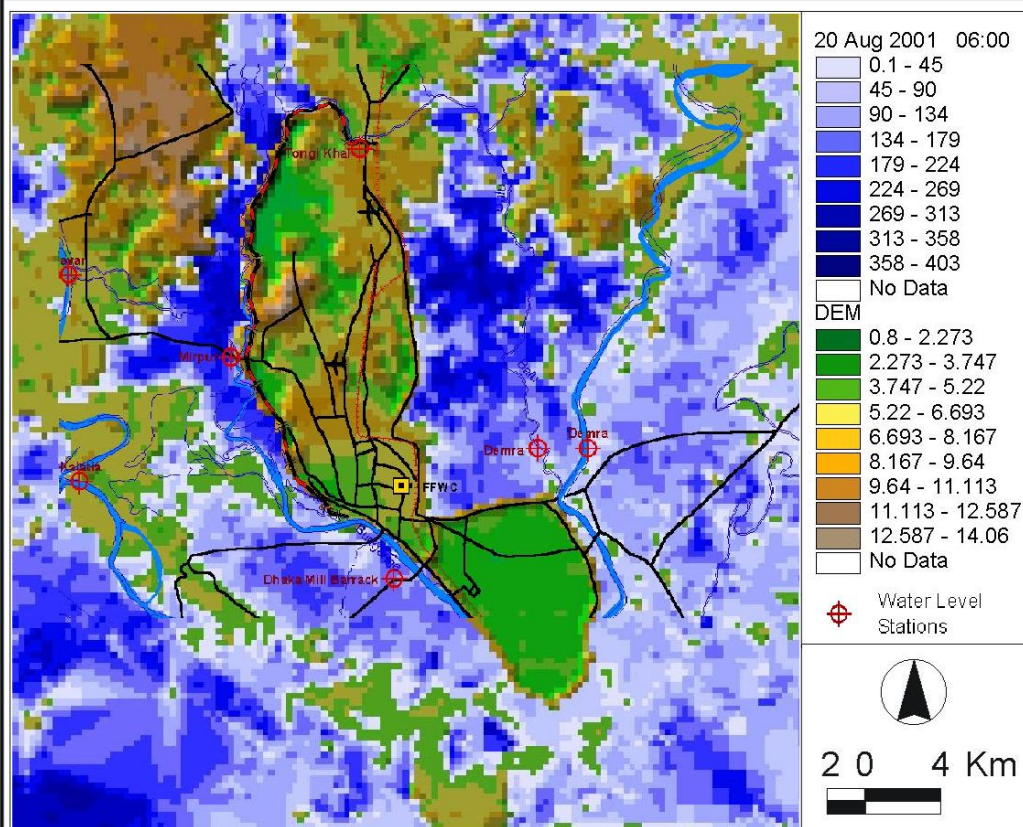 20 Aug 2001 06:00
0.1 - 45
45 - 90
90 - 134
134 - 179
179 - 224
224 - 269
269 - 313
313 - 358
358 - 403
No Data
DEM
0.8 - 2.273
2.273 - 3.747
3.747 - 5.22
5.22 - 6.693
6.693 - 8.167
8.167 - 9.64
9.64 - 11.113
11.113 - 12.587
12.587 - 14.06
No Data
Water Level
Stations
2 0 4 Km
Tongi Khal
Mirpur
Demra
Demra
Kalatia
FFWC
Dhaka Mill Barrack